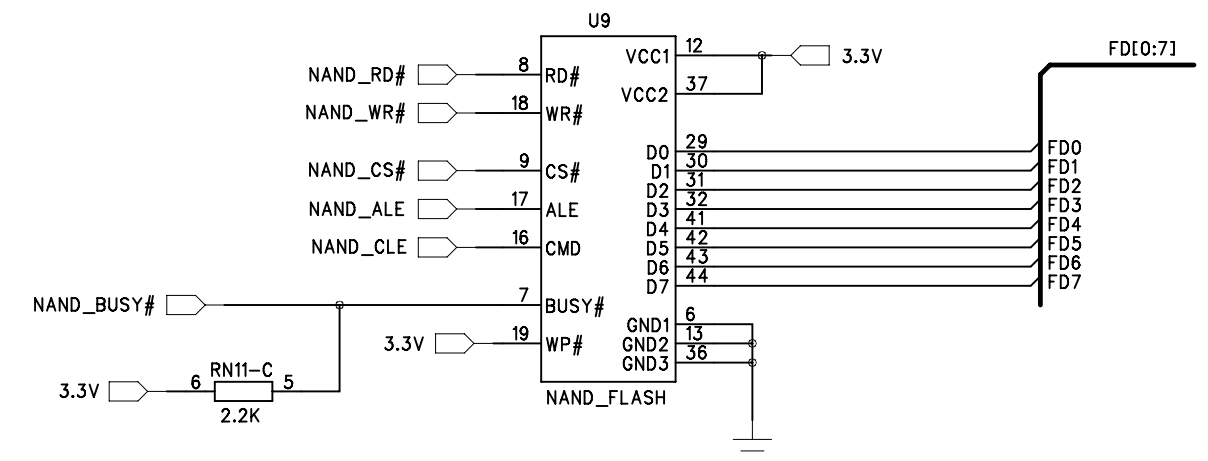 U9
FD[0:7]
VCC1 12 3.3V
NAND_RD# 8 RD#
VCC2 37
NAND_WR# 18 WR#
D0 29 FD0
NAND_CS# 9 CS# D1 30 FD1
D2 31 FD2
NAND_ALE 17 ALE D3 32 FD3
D4 41 FD4
NAND_CLE 16 CMD D5 42 FD5
D6 43 FD6
D7 44 FD7
NAND_BUSY# 7 BUSY#
GND1 6
3.3V 19 WP# GND2 13
GND3 36
RN11-C
3.3V 6 5
NAND_FLASH
2.2K